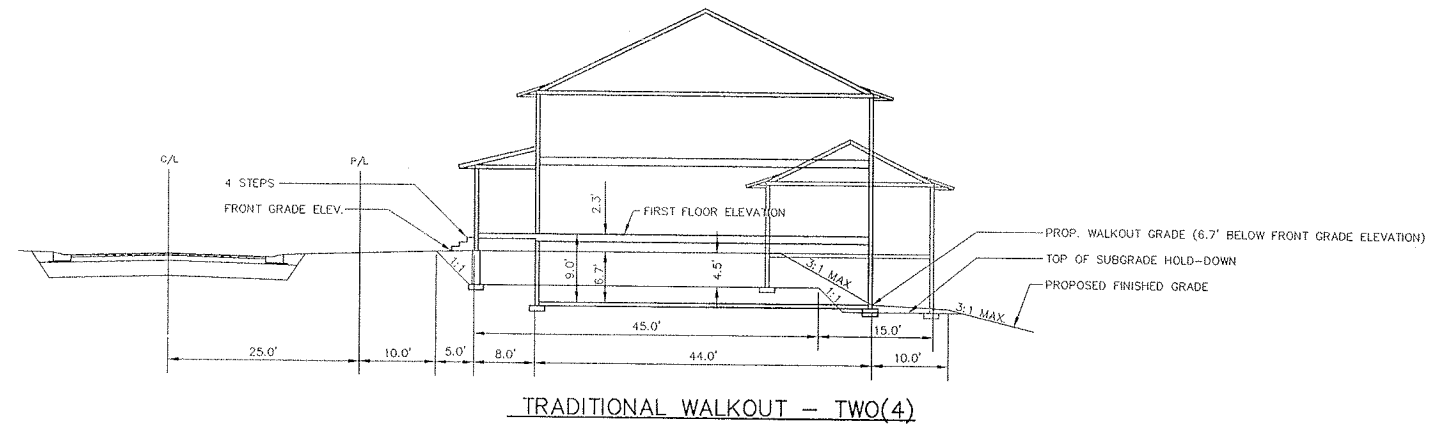 C/L
P/L
4 STEPS
FRONT GRADE ELEV.
2.3'
FIRST FLOOR ELEVATION
PROP. WALKOUT GRADE (6.7' BELOW FRONT GRADE ELEVATION)
TOP OF SUBGRADE HOLD-DOWN
PROPOSED FINISHED GRADE
1:1
9.0'
6.7'
4.5'
3:1 MAX
1:1
3:1 MAX.
45.0'
15.0'
25.0'
10.0'
5.0'
8.0'
44.0'
10.0'
TRADITIONAL WALKOUT - TWO(4)